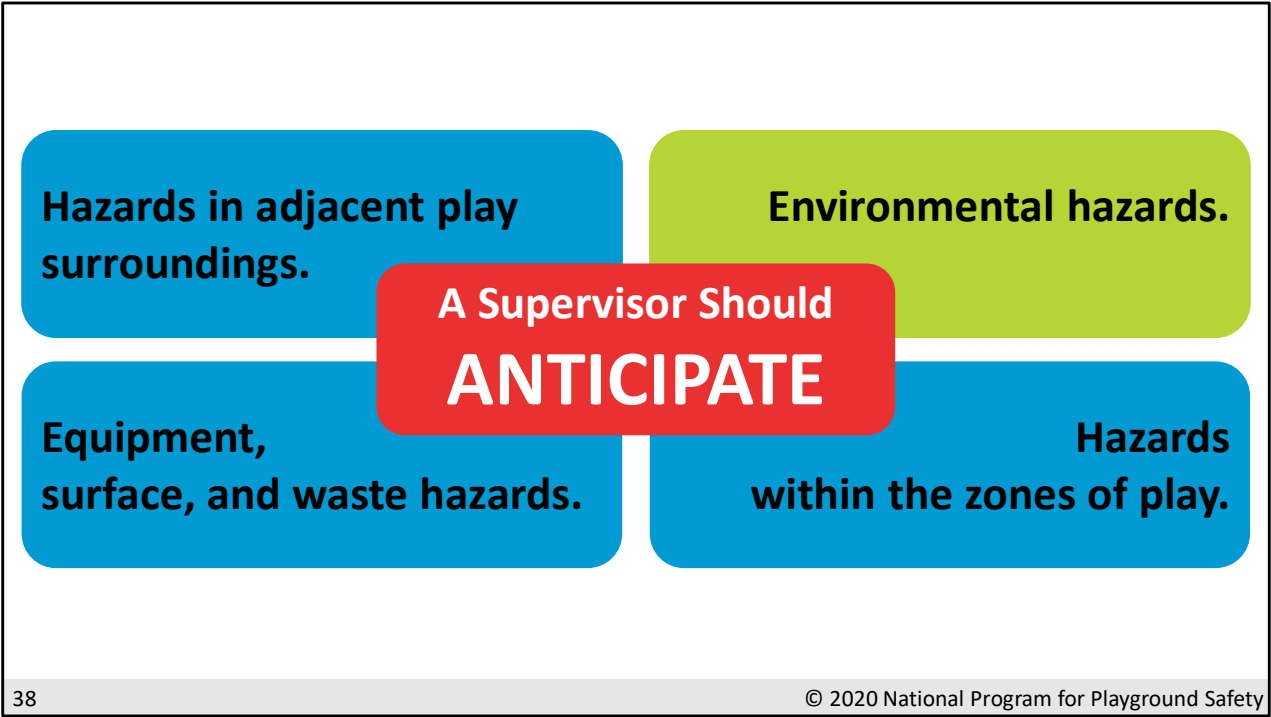 Hazards in adjacent play
surroundings.
Environmental hazards.
A Supervisor Should
ANTICIPATE
Equipment,
surface, and waste hazards.
Hazards
within the zones of play.
38
© 2020 National Program for Playground Safety